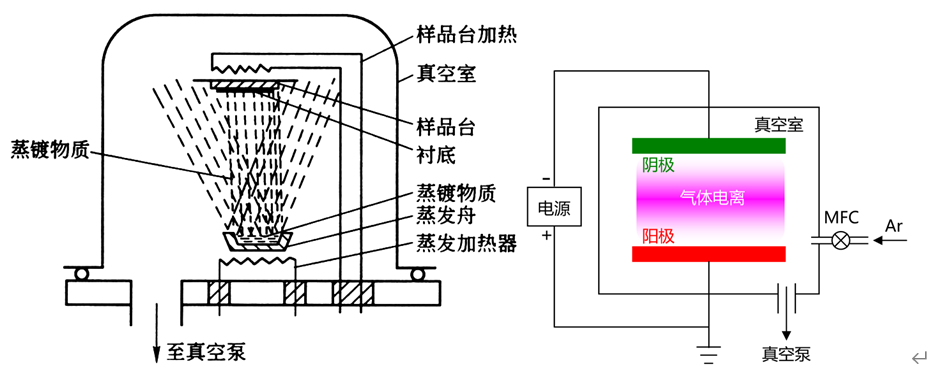 样品台加热
真空室
样品台
衬底
蒸镀物质
蒸镀物质
蒸发舟
蒸发加热器
至真空泵
真空室
阴极
气体电离
阳极
-
电源
+
MFC
Ar
真空泵